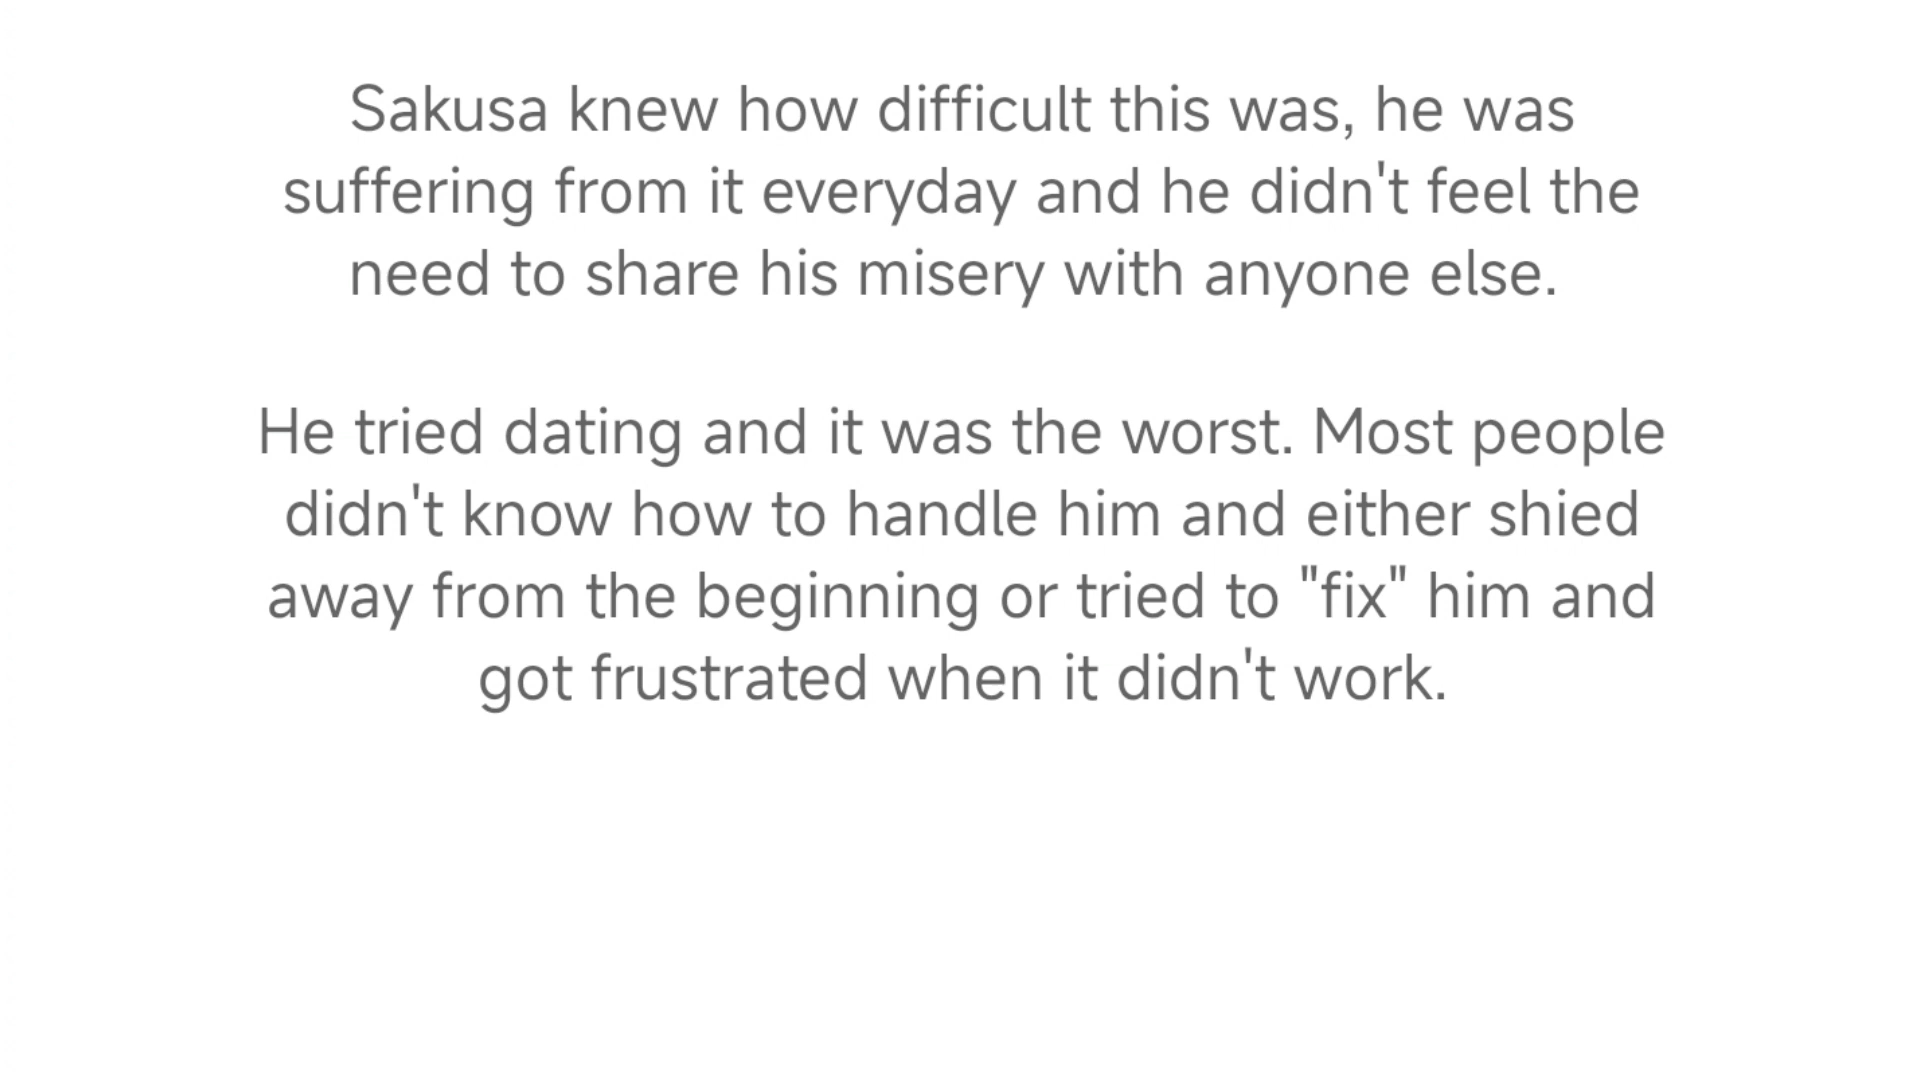 Sakusa knew how difficult this was, he was
suffering from it everyday and he didn't feel the
need to share his misery with anyone else.
He tried dating and it was the worst. Most people
didn't know how to handle him and either shied
away from the beginning or tried to "fix" him and
got frustrated when it didn't work.